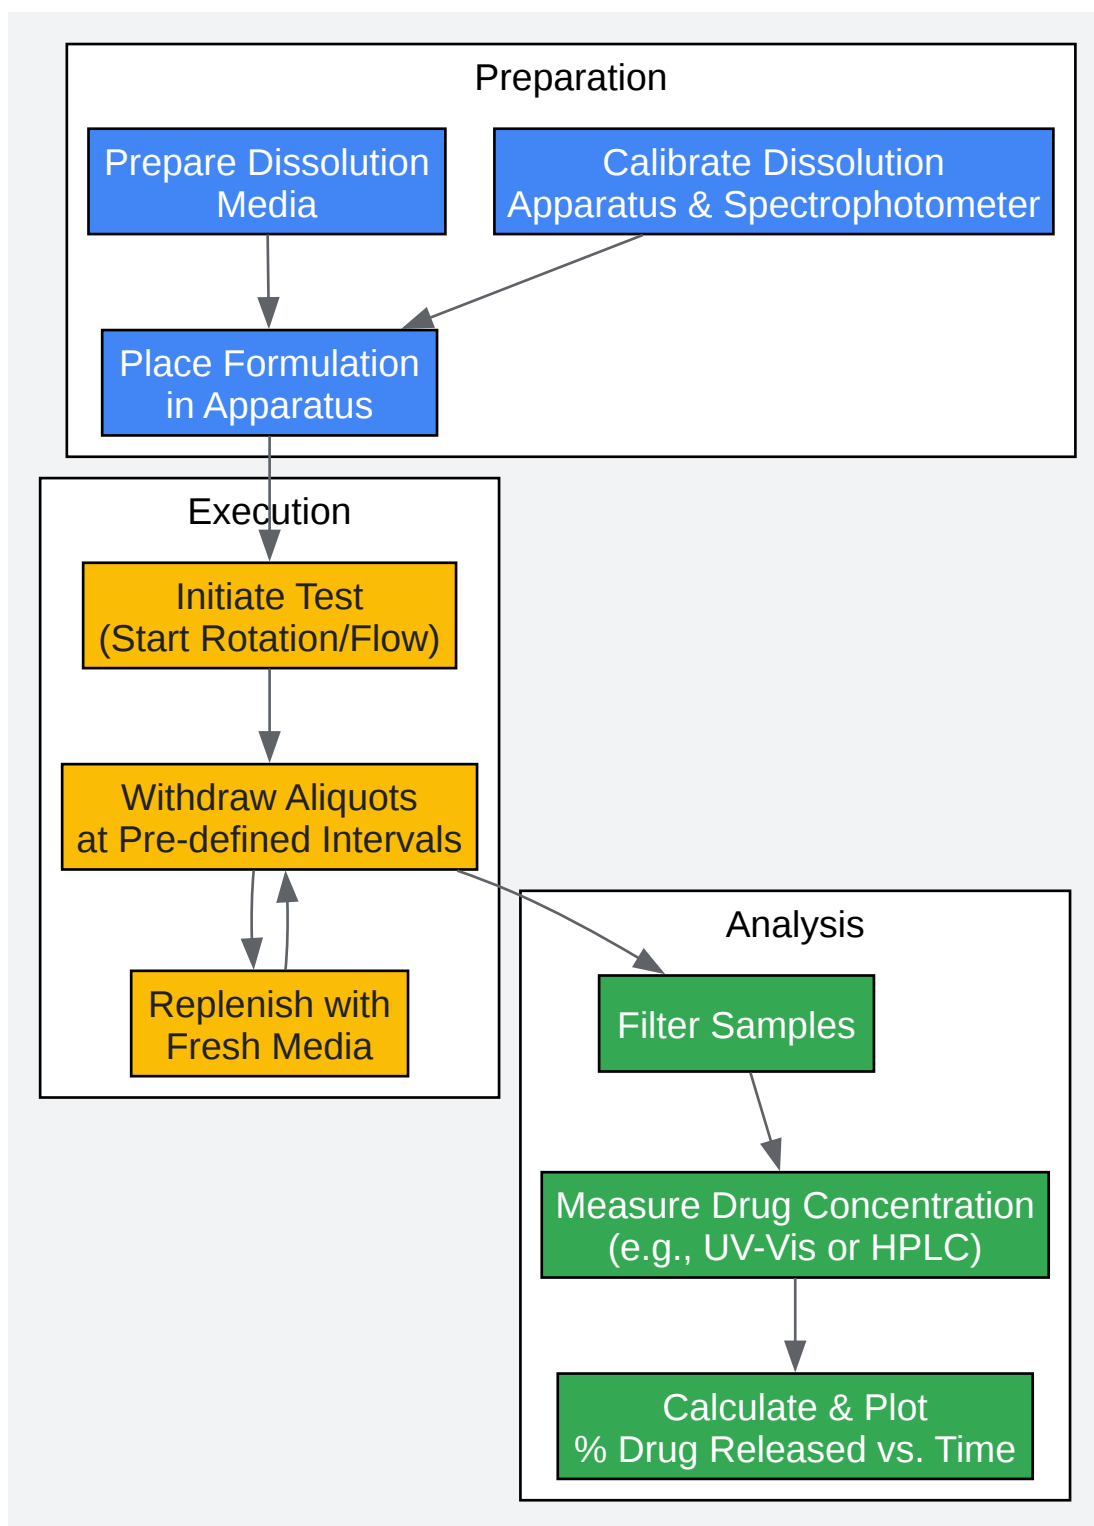 Preparation
Prepare Dissolution
Media
Calibrate Dissolution
Apparatus & Spectrophotometer
Place Formulation
in Apparatus
Execution
Initiate Test
(Start Rotation/Flow)
Withdraw Aliquots
at Pre-defined Intervals
Replenish with
Fresh Media
Analysis
Filter Samples
Measure Drug Concentration
(e.g., UV-Vis or HPLC)
Calculate & Plot
% Drug Released vs. Time